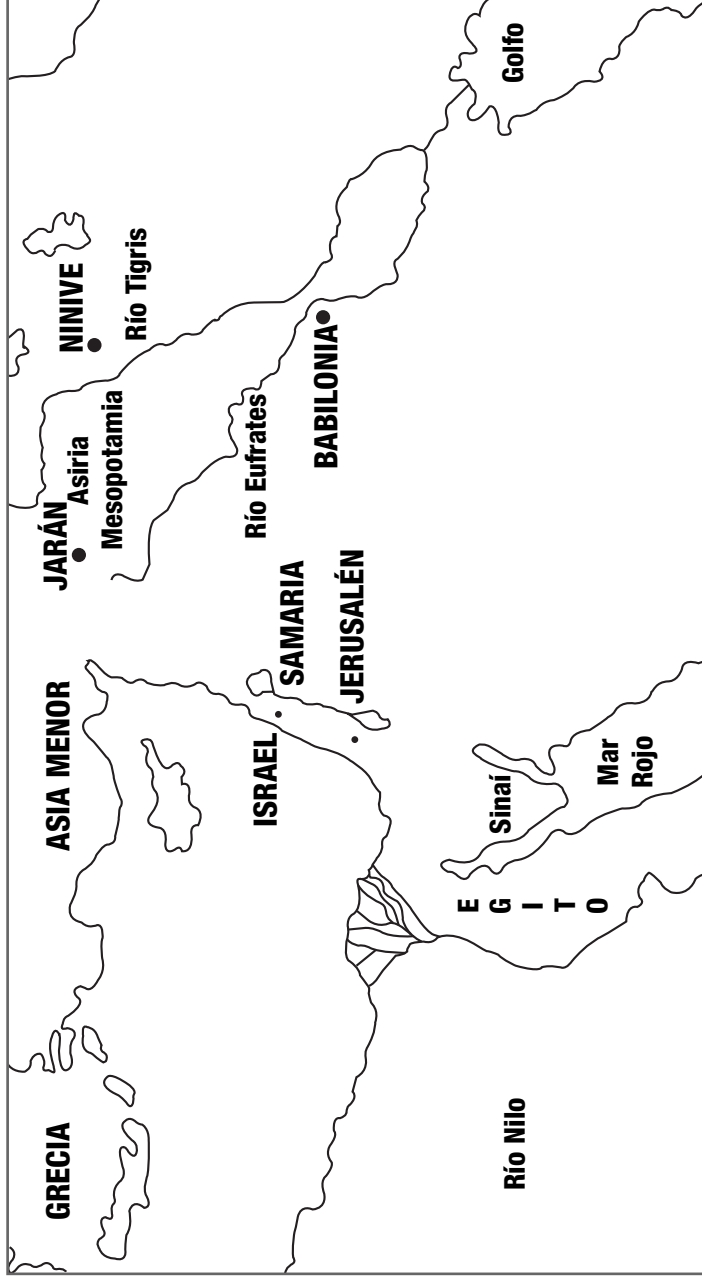 GRECIA
ASIA MENOR
JARÁN
Asiria
Mesopotamia
NINIVE
Río Tigris
Río Eufrates
BABILONIA
Golfo
ISRAEL
SAMARIA
JERUSALÉN
Sinaí
Mar
Rojo
E
G
I
T
O
Río Nilo